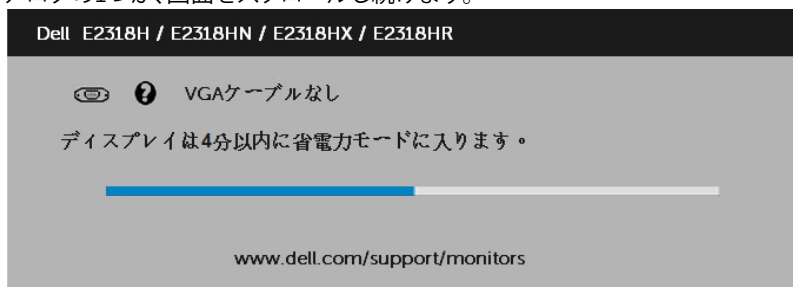 Dell E2318H / E2318HN / E2318HX / E2318HR
VGAケーブルなし
ディスプレイは4分以内に省電力モードに入ります。
www.dell.com/support/monitors